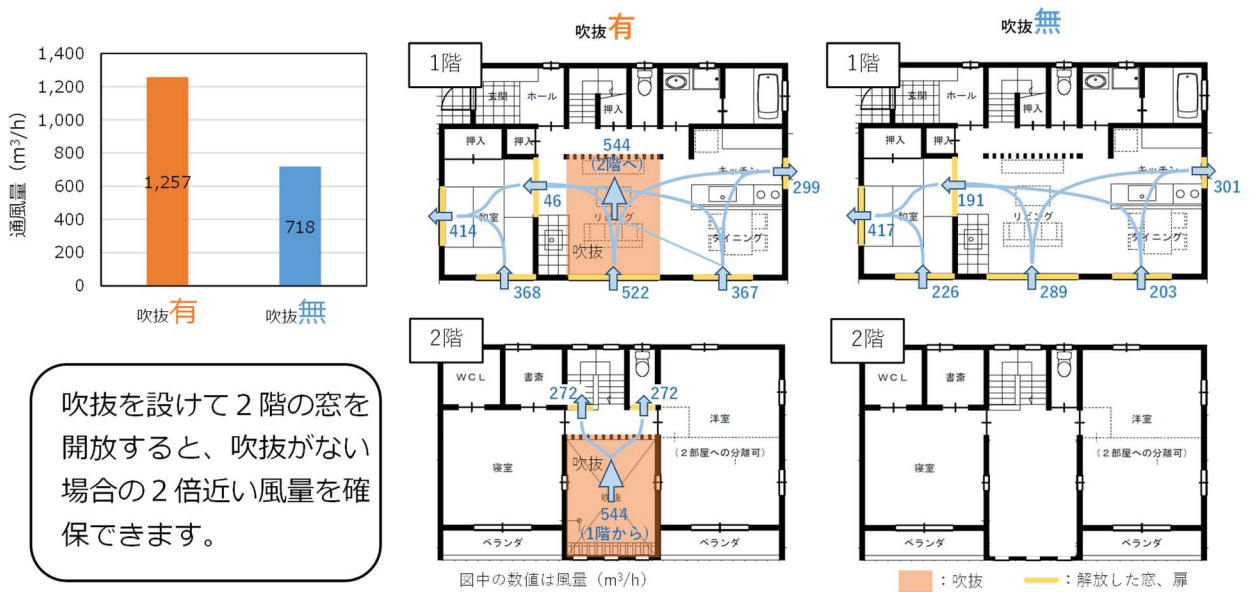 通風量（m³/h）
1,400
1,200
1,000
800
600
400
200
0
1,257
718
吹抜有
吹抜無
吹抜を設けて２階の窓を
開放すると、吹抜がない
場合の２倍近い風量を確
保できます。
吹抜有
1階
玄関
ホール
押入
押入
押入
544
(2階へ)
キッチン
299
46
和室
414
リビング
吹抜
ダイニング
368
522
367
2階
WCL
書斎
272
272
洋室
(２部屋への分離可)
吹抜
寝室
吹抜
544
(1階から)
ベランダ
ベランダ
図中の数値は風量（m³/h）
吹抜無
1階
玄関
ホール
押入
押入
押入
キッチン
301
191
和室
417
リビング
ダイニング
226
289
203
2階
WCL
書斎
洋室
(２部屋への分離可)
寝室
ベランダ
ベランダ
：吹抜
：解放した窓、扉